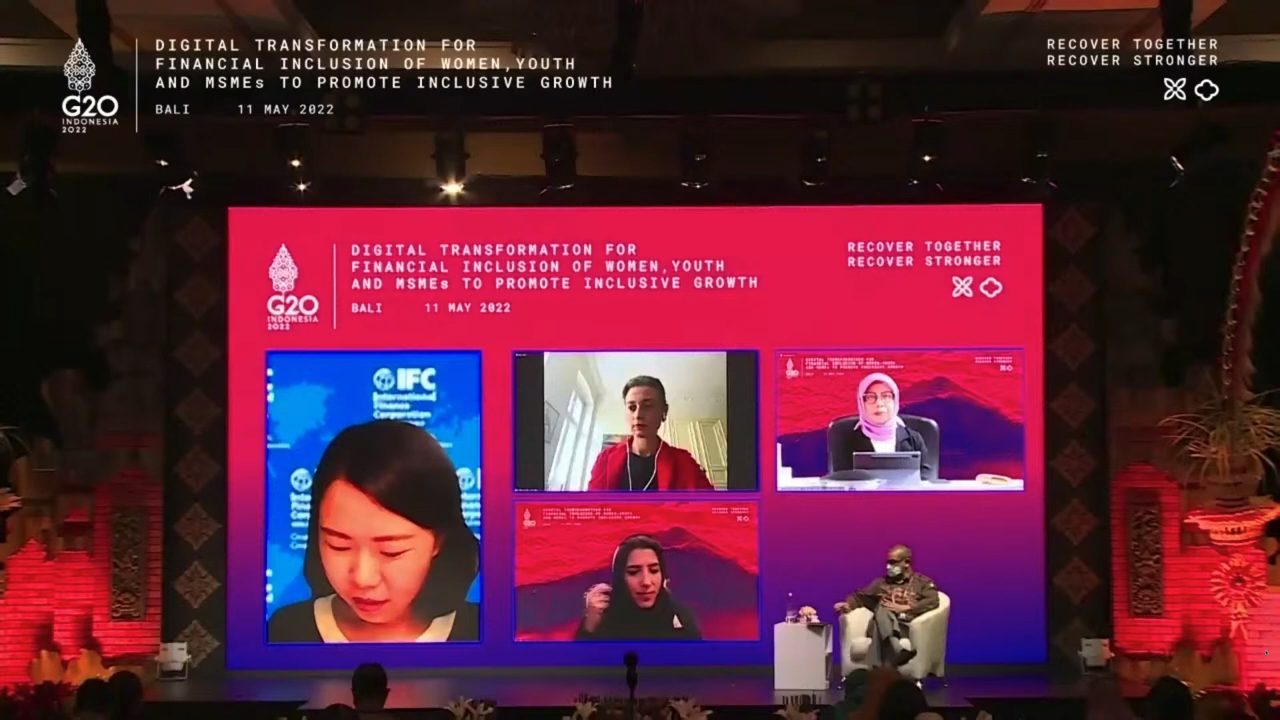 DIGITAL TRANSFORMATION FOR
FINANCIAL INCLUSION OF WOMEN,YOUTH
AND MSMEs TO PROMOTE INCLUSIVE GROWTH
BALI 11 MAY 2022
G20
INDONESIA
2022
RECOVER TOGETHER
RECOVER STRONGER
DIGITAL TRANSFORMATION FOR
FINANCIAL INCLUSION OF WOMEN,YOUTH
AND MSMEs TO PROMOTE INCLUSIVE GROWTH
BALI 11 MAY 2022
G20
INDONESIA
2022
RECOVER TOGETHER
RECOVER STRONGER
IFC
International
Finance
Corporation